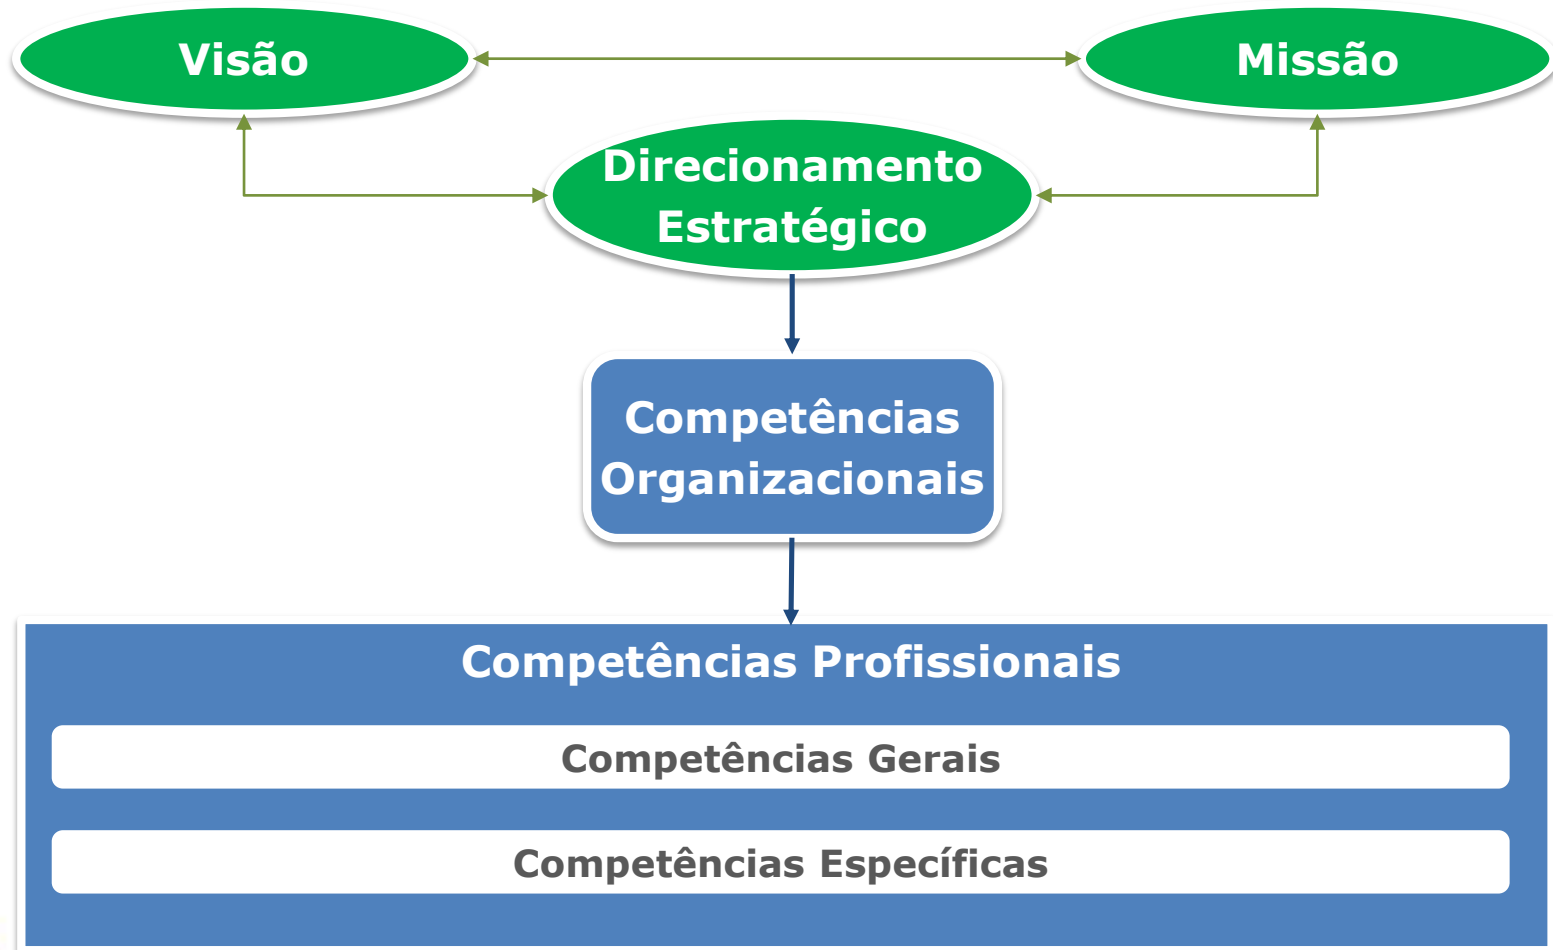 Visão
Missão
Direcionamento
Estratégico
Competências
Organizacionais
Competências Profissionais
Competências Gerais
Competências Específicas